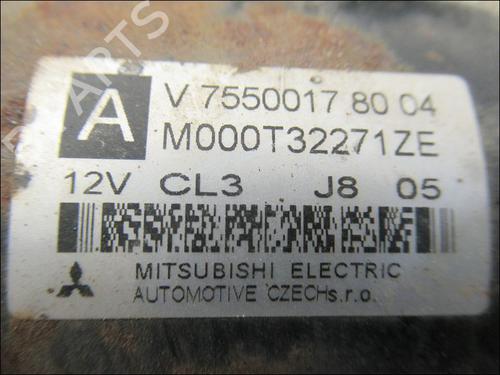 A V 7550017 80 04
M000T32271ZE
12V CL3 J8 05
MITSUBISHI ELECTRIC
AUTOMOTIVE CZECHs.r.o.